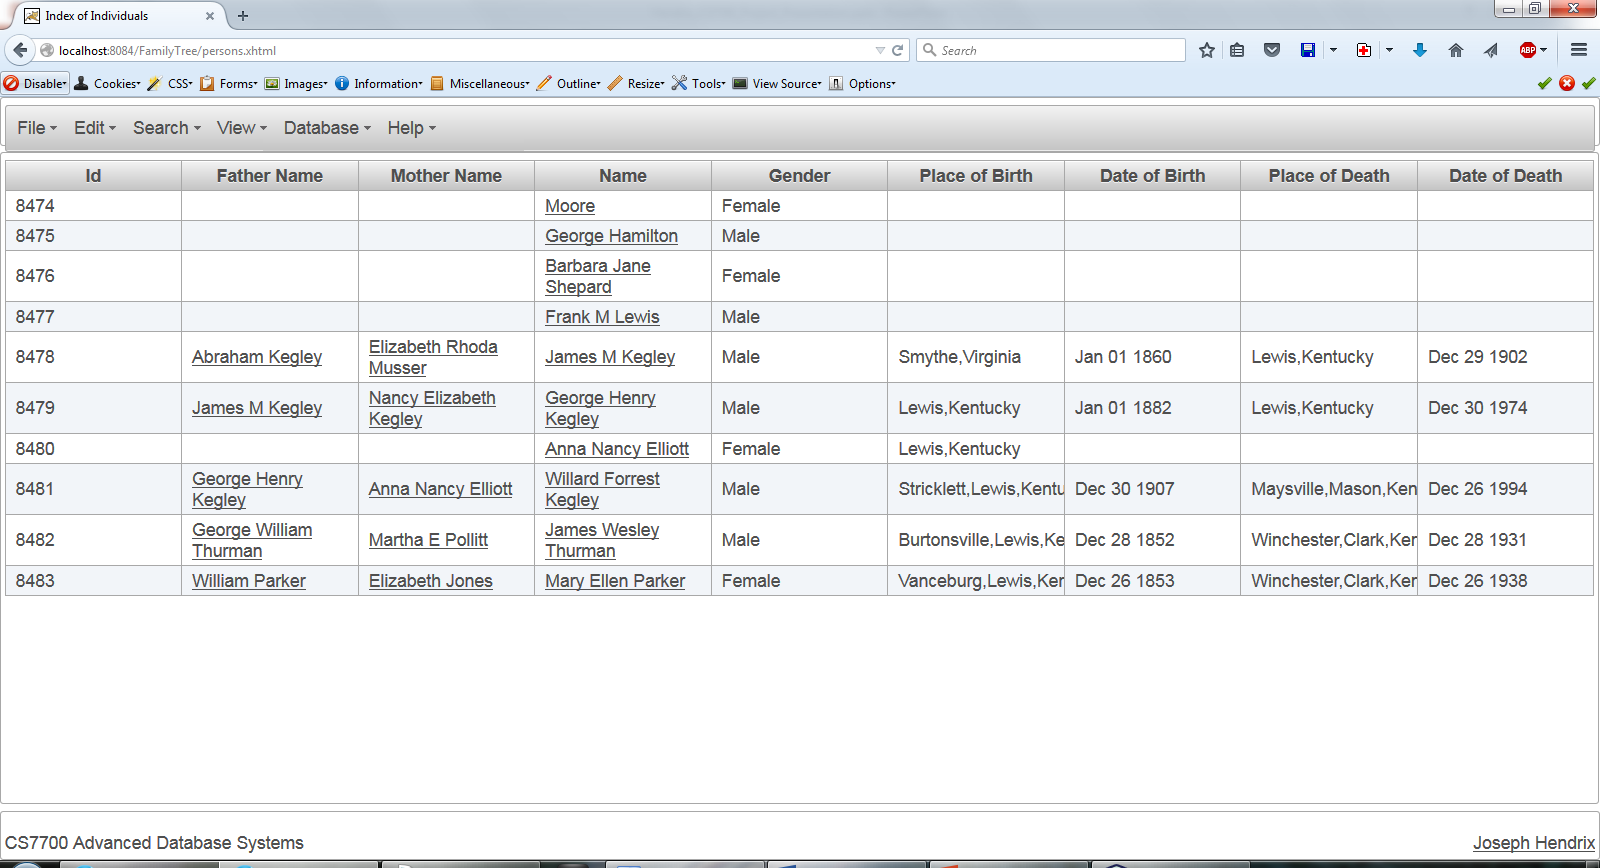 Index of Individuals
localhost:8084/FamilyTree/persons.xhtml
Search
ABP
Disable Cookies CSS Forms Images Information Miscellaneous Outline Resize Tools View Source Options
File Edit Search View Database Help
Id Father Name Mother Name Name Gender Place of Birth Date of Birth Place of Death Date of Death
8474 Moore Female
8475 George Hamilton Male
8476 Barbara Jane Female
Shepard
8477 Frank M Lewis Male
8478 Abraham Kegley Elizabeth Rhoda James M Kegley Male Smythe,Virginia Jan 01 1860 Lewis,Kentucky Dec 29 1902
Musser
8479 James M Kegley Nancy Elizabeth George Henry Male Lewis,Kentucky Jan 01 1882 Lewis,Kentucky Dec 30 1974
Kegley Kegley
8480 Anna Nancy Elliott Female Lewis,Kentucky
8481 George Henry Anna Nancy Elliott Willard Forrest Male Stricklett,Lewis,Kentu Dec 30 1907 Maysville,Mason,Ken Dec 26 1994
Kegley Kegley
8482 George William Martha E Pollitt James Wesley Male Burtonsville,Lewis,Ke Dec 28 1852 Winchester,Clark,Ker Dec 28 1931
Thurman Thurman
8483 William Parker Elizabeth Jones Mary Ellen Parker Female Vanceburg,Lewis,Ker Dec 26 1853 Winchester,Clark,Ker Dec 26 1938
CS7700 Advanced Database Systems
Joseph Hendrix